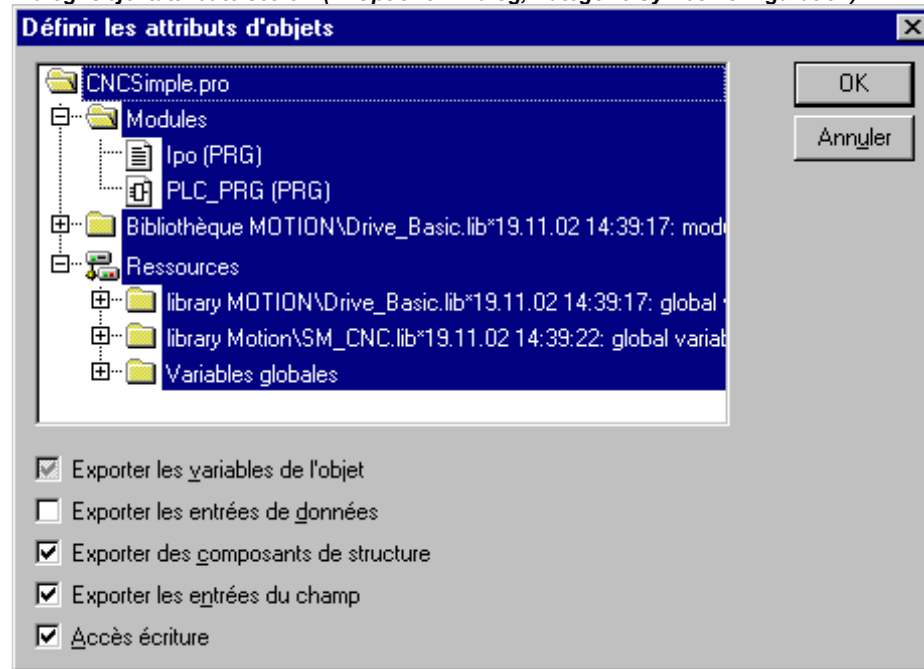 Définir les attributs d'objets
CNCSimple.pro
OK
Modules
Annuler
Ipo (PRG)
PLC_PRG (PRG)
Bibliothèque MOTION\Drive_Basic.lib*19.11.02 14:39:17: modu
Ressources
library MOTION\Drive_Basic.lib*19.11.02 14:39:17: global
library Motion\SM_CNC.lib*19.11.02 14:39:22: global variab
Variables globales
Exporter les variables de l'objet
Exporter les entrées de données
Exporter des composants de structure
Exporter les entrées du champ
Accès écriture